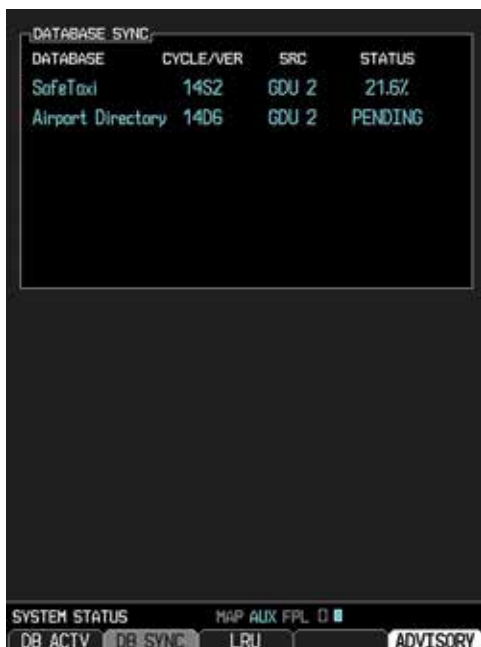 DATABASE SYNC
DATABASE CYCLE/VER SRC STATUS
SafeTaxi 14S2 GDU 2 21.6%
Airport Directory 14D6 GDU 2 PENDING
SYSTEM STATUS MAP AUX FPL
DB ACTV DB SYNC LRU ADVISORY